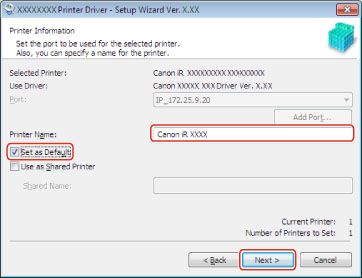 XXXXXXXX Printer Driver - Setup Wizard Ver. X.XX
Printer Information
Set the port to be used for the selected printer.
Also, you can specify a name for the printer.
Selected Printer: Canon iR XXXXXXXXXX XXXXXXXXX
Use Driver: Canon XXXXX XXX Driver Ver. X.XX
Port: IP_172.25.9.20
Add Port...
Printer Name: Canon iR XXXX
Set as Default
Use as Shared Printer
Shared Name:
Current Printer: 1
Number of Printers to Set: 1
< Back Next > Cancel